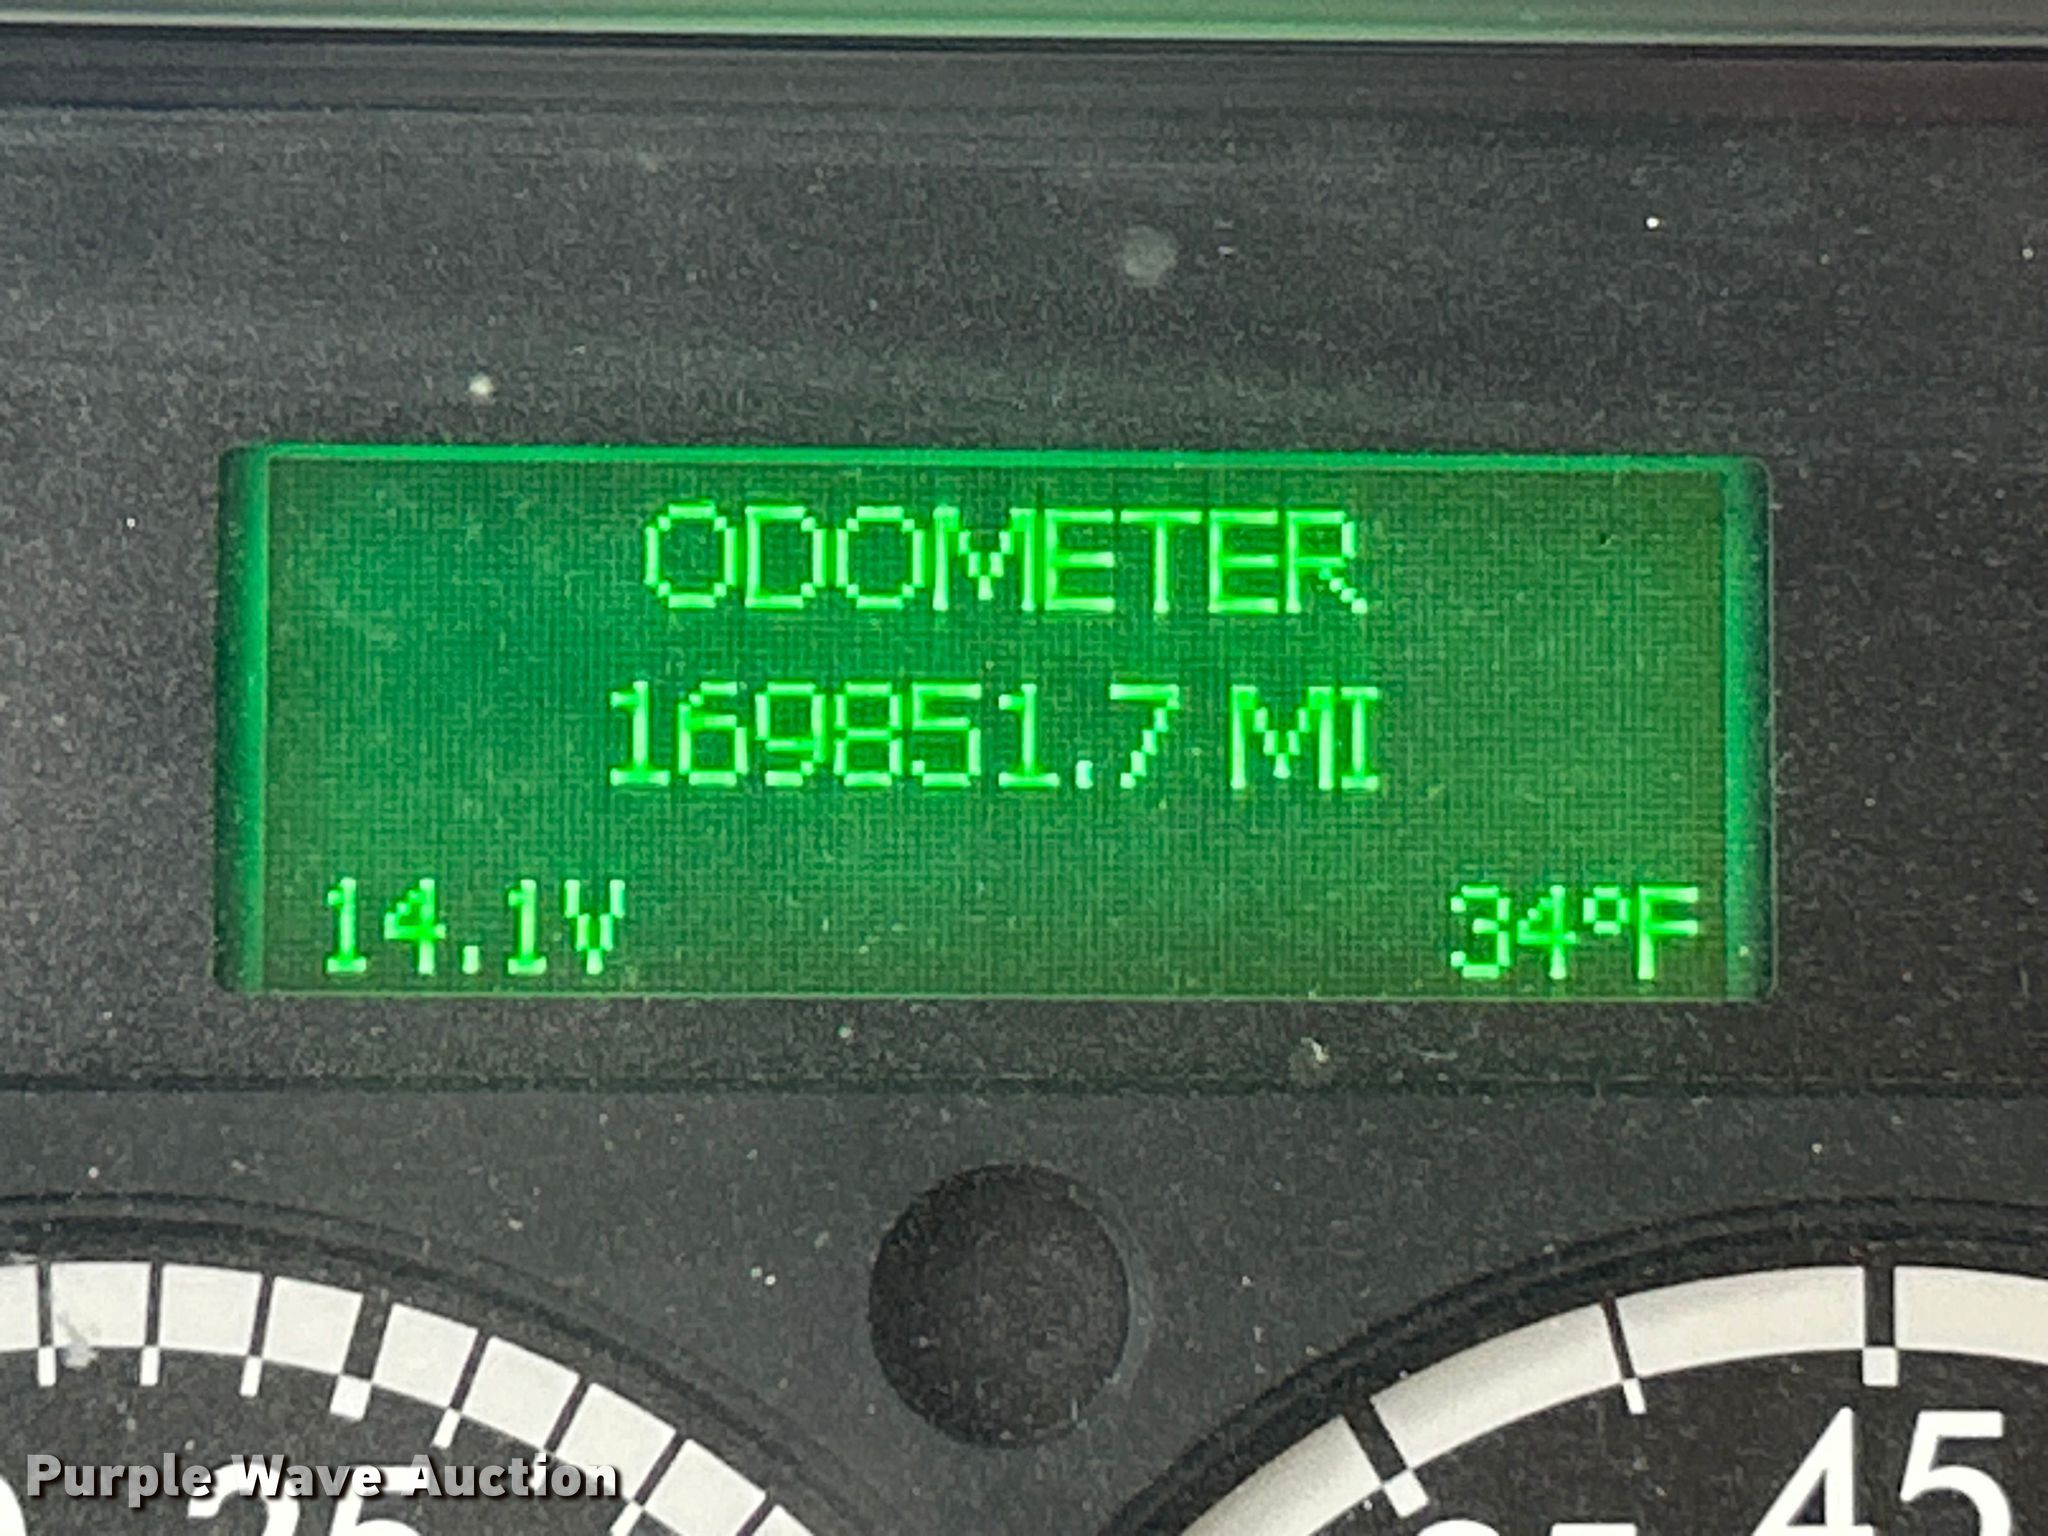 ODOMETER
169851.7 MI
14.1V 34°F
45
Purple Wave Auction